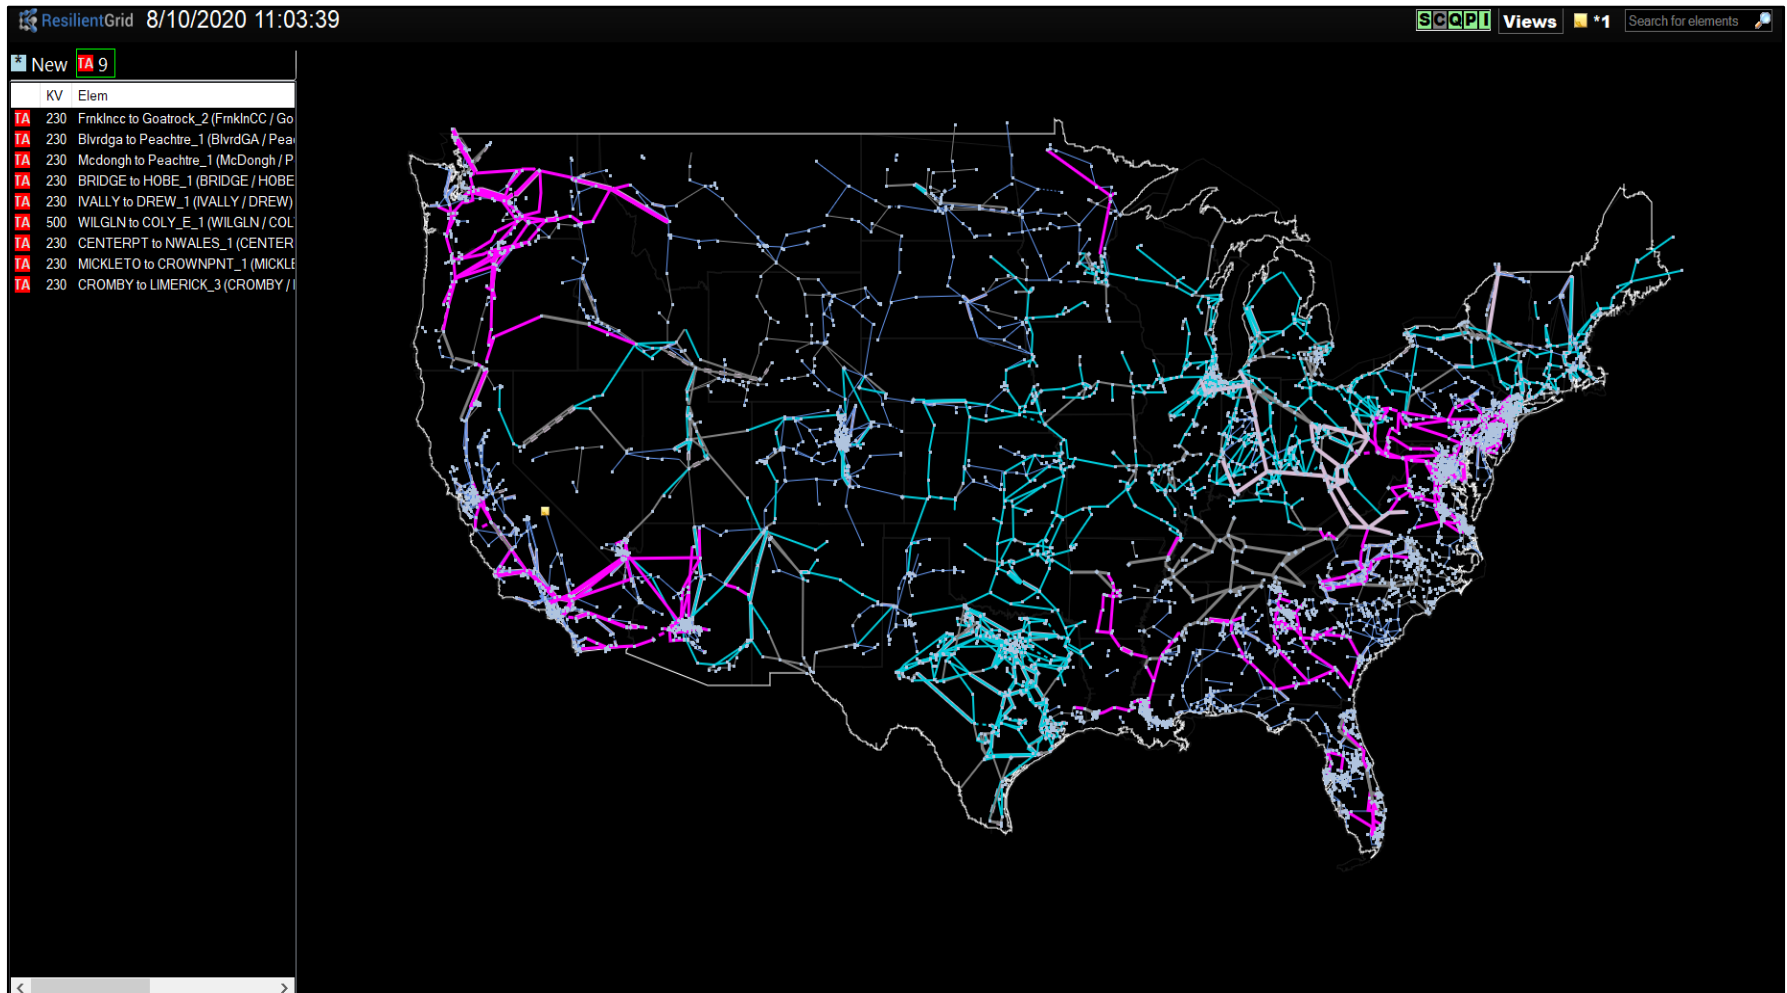 ResilientGrid 8/10/2020 11:03:39
SCQPI Views *1 Search for elements
* New TA 9
KV Elem
TA 230 Frnklncc to Goatrock_2 (FrnklnCC / Go
TA 230 Blvrdga to Peachtre_1 (BlvrdGA / Pea
TA 230 Mcdongh to Peachtre_1 (McDongh / P
TA 230 BRIDGE to HOBE_1 (BRIDGE / HOBE
TA 230 IVALLY to DREW_1 (IVALLY / DREW)
TA 500 WILGLN to COLY_E_1 (WILGLN / COL
TA 230 CENTERPT to NWALES_1 (CENTER
TA 230 MICKLETO to CROWNPNT_1 (MICKLE
TA 230 CROMBY to LIMERICK_3 (CROMBY /